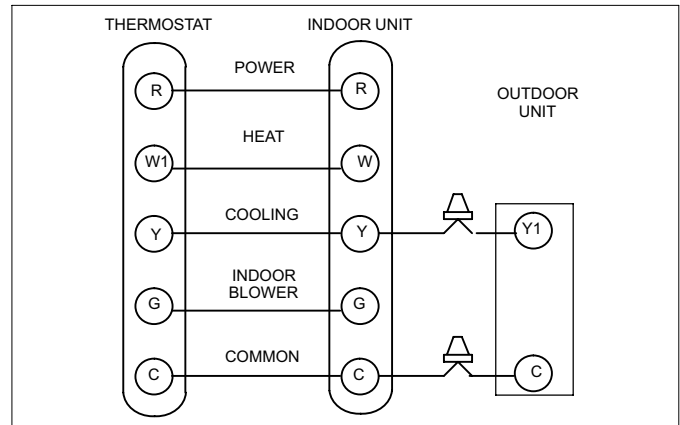 THERMOSTAT
INDOOR UNIT
POWER
R
R
OUTDOOR
UNIT
HEAT
W1
W
COOLING
Y
Y
Y1
INDOOR
BLOWER
G
G
COMMON
C
C
C